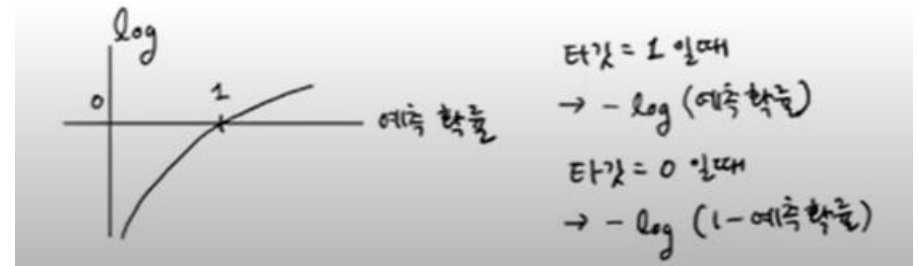 log
0
1
예측 확률
타깃 = 1 일때
→ - log (예측 확률)
타깃 = 0 일때
→ - log (1-예측 확률)